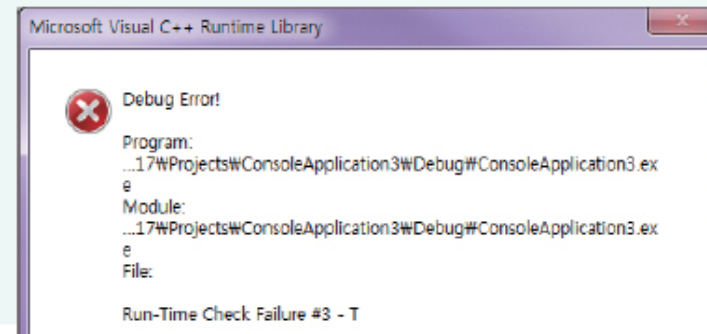 Microsoft Visual C++ Runtime Library
Debug Error!
Program:
...17₩Projects₩ConsoleApplication3₩Debug₩ConsoleApplication3.ex
e
Module:
...17₩Projects₩ConsoleApplication3₩Debug₩ConsoleApplication3.ex
e
File:
Run-Time Check Failure #3 - T